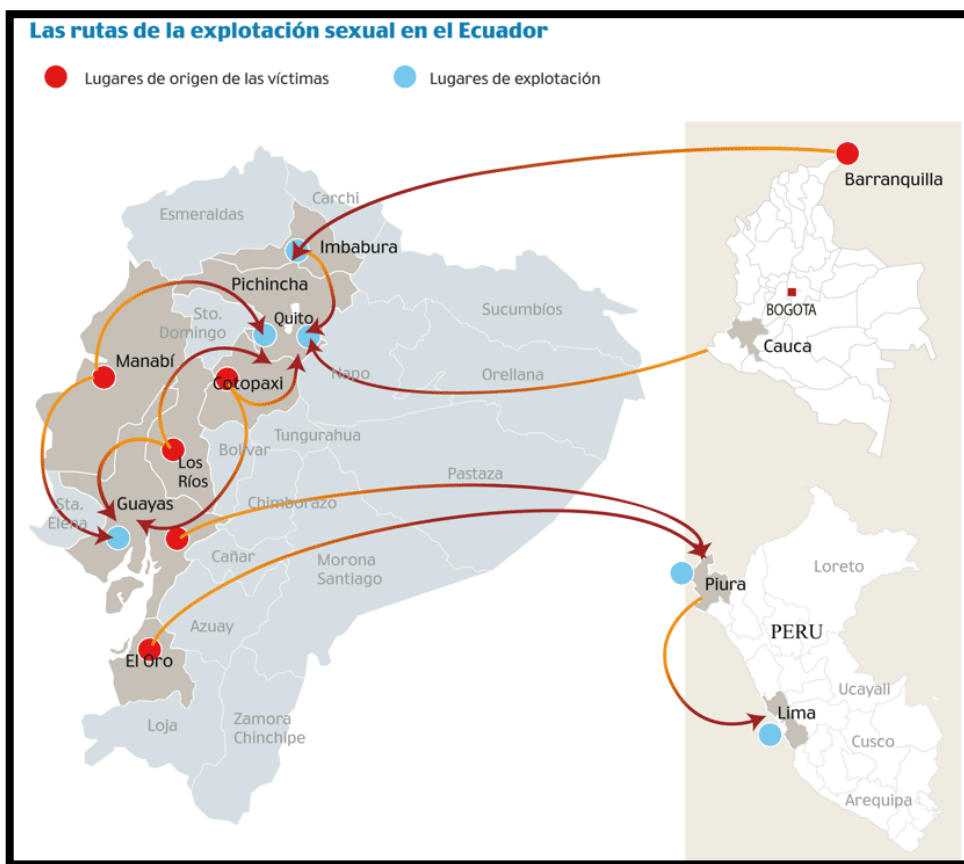 Las rutas de la explotación sexual en el Ecuador
Lugares de origen de las víctimas
Lugares de explotación
Barranquilla
Carchi
Esmeraldas
Imbabura
Pichincha
Sucumbíos
BOGOTA
Sto.
Domingo
Quito
Cauca
Manabí
Napo
Orellana
Cotopaxi
Tungurahua
Bolívar
Los
Ríos
Pastaza
Guayas
Chimborazo
Sta.
Elena
Cañar
Morona
Santiago
Loreto
Piura
Azuay
PERU
El Oro
Ucayali
Lima
Loja
Zamora
Chinchipe
Cusco
Arequipa